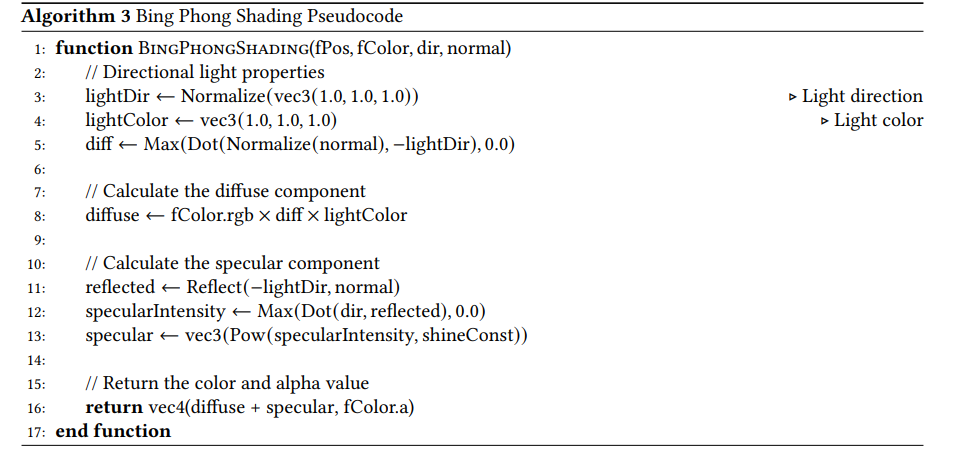 Algorithm 3 Bing Phong Shading Pseudocode
1: function BingPhongShading(fPos, fColor, dir, normal)
2: // Directional light properties
3: lightDir ← Normalize(vec3(1.0, 1.0, 1.0)) ▹ Light direction
4: lightColor ← vec3(1.0, 1.0, 1.0) ▹ Light color
5: diff ← Max(Dot(Normalize(normal), −lightDir), 0.0)
6:
7: // Calculate the diffuse component
8: diffuse ← fColor.rgb × diff × lightColor
9:
10: // Calculate the specular component
11: reflected ← Reflect(−lightDir, normal)
12: specularIntensity ← Max(Dot(dir, reflected), 0.0)
13: specular ← vec3(Pow(specularIntensity, shineConst))
14:
15: // Return the color and alpha value
16: return vec4(diffuse + specular, fColor.a)
17: end function